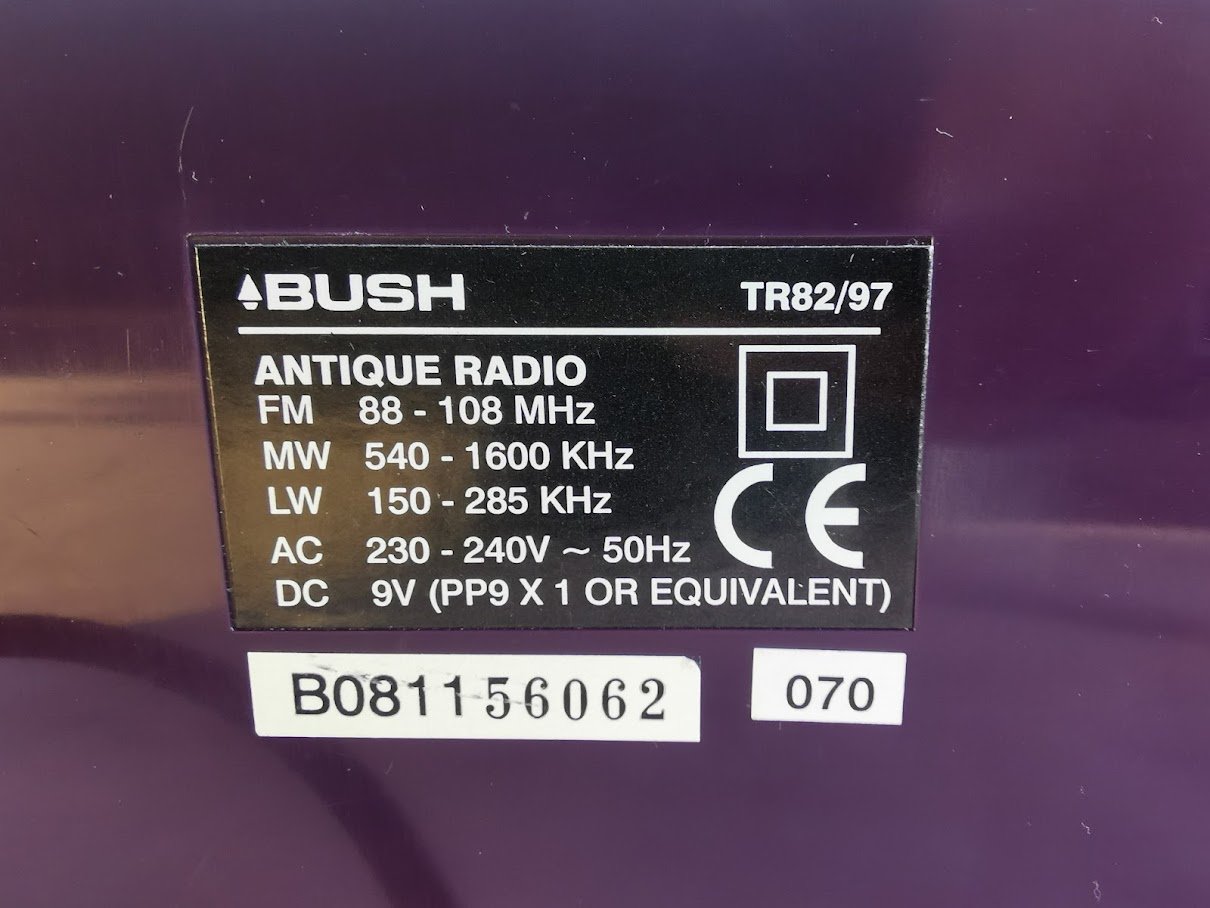 BUSH TR82/97
ANTIQUE RADIO
FM 88 - 108 MHz
MW 540 - 1600 KHz
LW 150 - 285 KHz
AC 230 - 240V ~ 50Hz
DC 9V (PP9 X 1 OR EQUIVALENT)
CE
B081156062 070